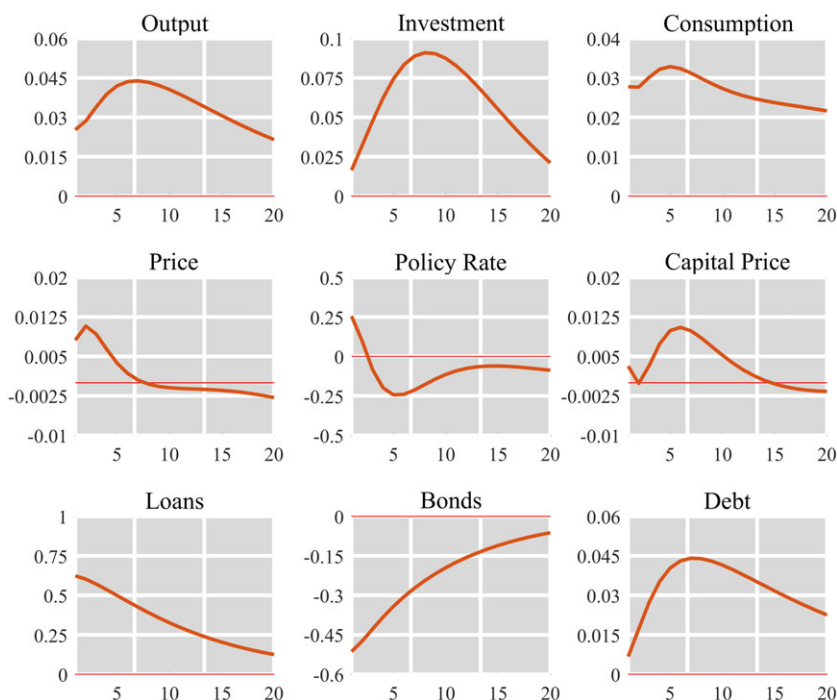 Output Investment Consumption
0.06 0.1 0.04
0.045 0.075 0.03
0.03 0.05 0.02
0.015 0.025 0.01
0 0 0
5 10 15 20 5 10 15 20 5 10 15 20
Price Policy Rate Capital Price
0.02 0.5 0.02
0.0125 0.25 0.0125
0.005 0 0.005
-0.0025 -0.25 -0.0025
-0.01 -0.5 -0.01
5 10 15 20 5 10 15 20 5 10 15 20
Loans Bonds Debt
1 0 0.06
0.75 -0.15 0.045
0.5 -0.3 0.03
0.25 -0.45 0.015
0 -0.6 0
5 10 15 20 5 10 15 20 5 10 15 20